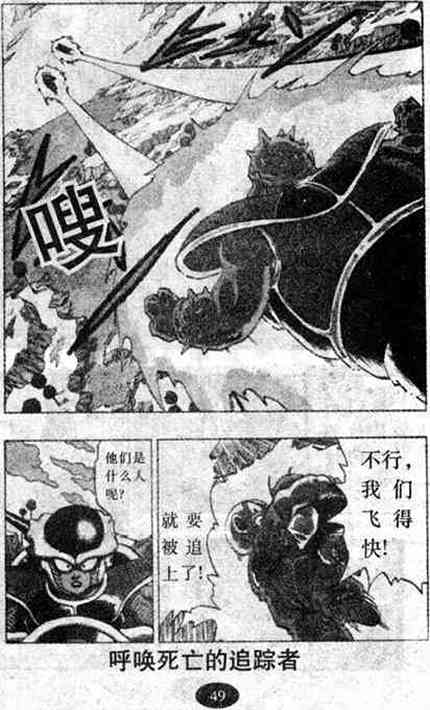 嗖
不行，
我们
飞得
快!
就要
被追
上了!
他们是
什么人
呢?
呼唤死亡的追踪者
49